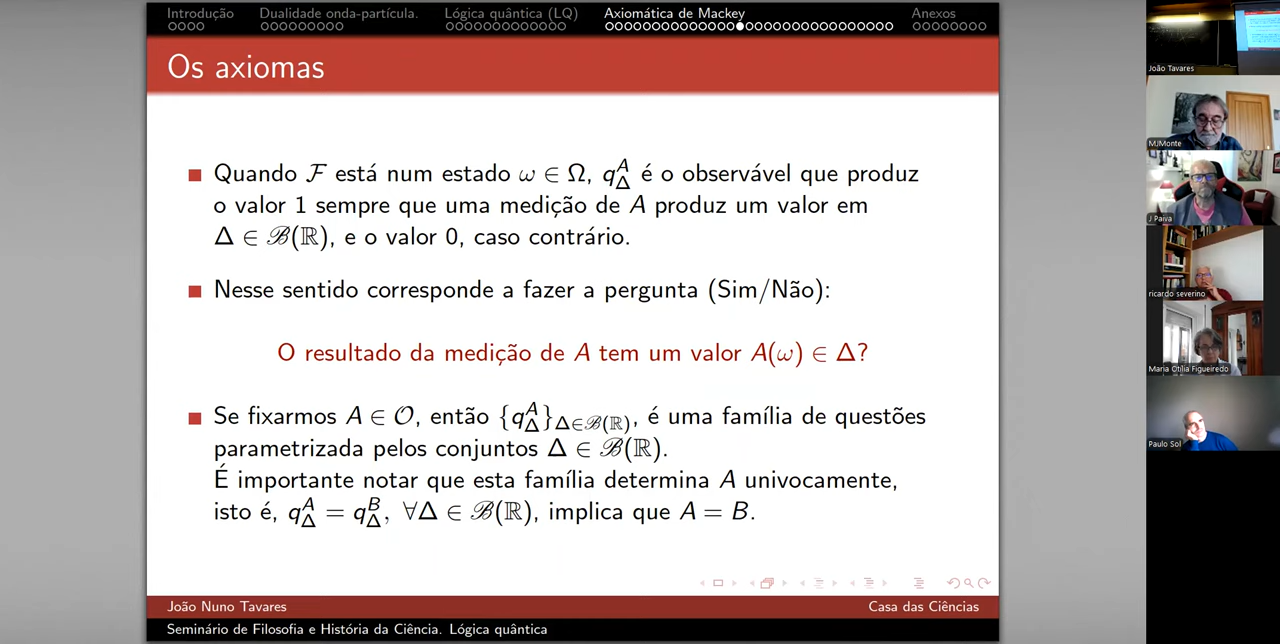 Introdução Dualidade onda-partícula. Lógica quântica (LQ) Axiomática de Mackey Anexos
Os axiomas
Quando ℱ está num estado ω ∈ Ω, q_Δ^A é o observável que produz
o valor 1 sempre que uma medição de A produz um valor em
Δ ∈ ℬ(ℝ), e o valor 0, caso contrário.
Nesse sentido corresponde a fazer a pergunta (Sim/Não):
O resultado da medição de A tem um valor A(ω) ∈ Δ?
Se fixarmos A ∈ 𝒪, então {q_Δ^A}_{Δ∈ℬ(ℝ)}, é uma família de questões
parametrizada pelos conjuntos Δ ∈ ℬ(ℝ).
É importante notar que esta família determina A univocamente,
isto é, q_Δ^A = q_Δ^B, ∀Δ ∈ ℬ(ℝ), implica que A = B.
João Nuno Tavares Casa das Ciências
Seminário de Filosofia e História da Ciência. Lógica quântica
João Tavares
MJMonte
J Paiva
ricardo severino
Maria Otília Figueiredo
Paulo Sol